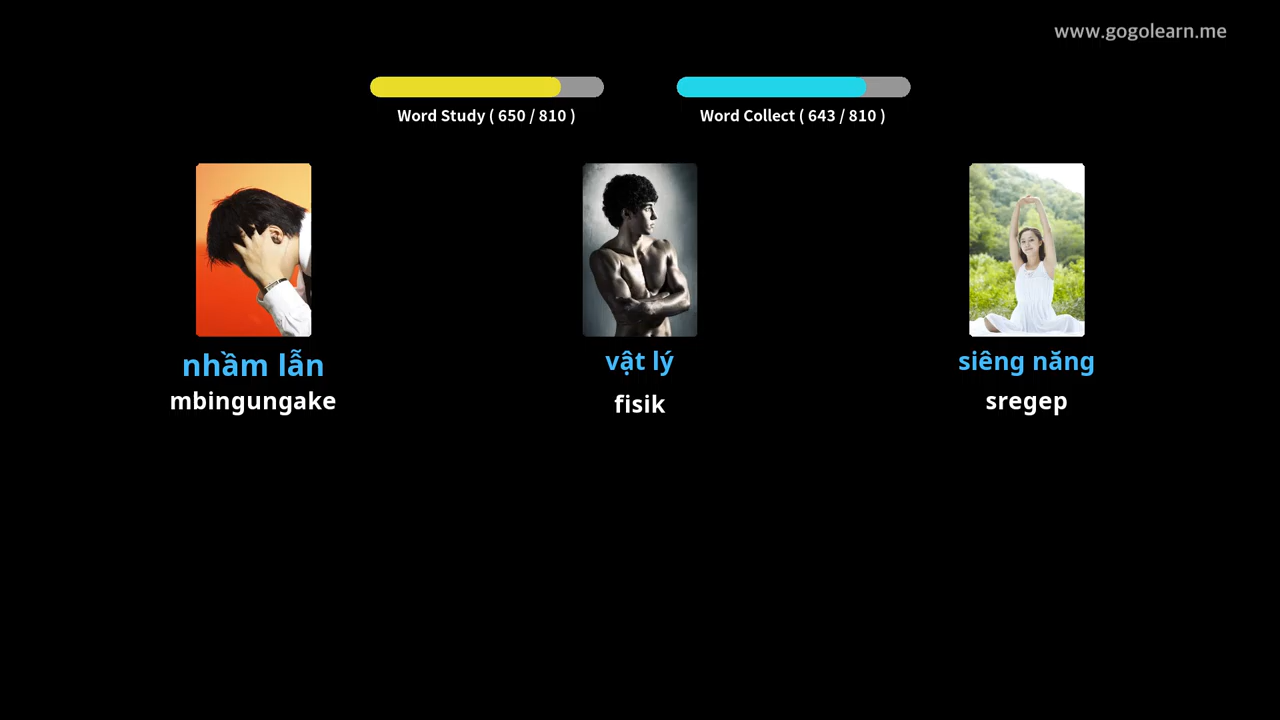 www.gogolearn.me
Word Study ( 650 / 810 )
Word Collect ( 643 / 810 )
nhầm lẫn
mbingungake
vật lý
fisik
siêng năng
sregep